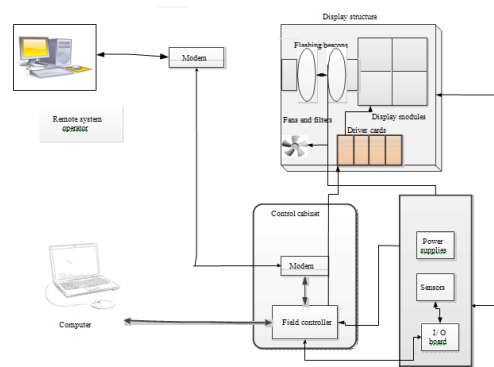 Display structure
Flashing beacons
Modem
Remote system
operator
Fans and filters
Display modules
Driver cards
Control cabinet
Modem
Power
supplies
Sensors
Computer
Field controller
I/ O
board